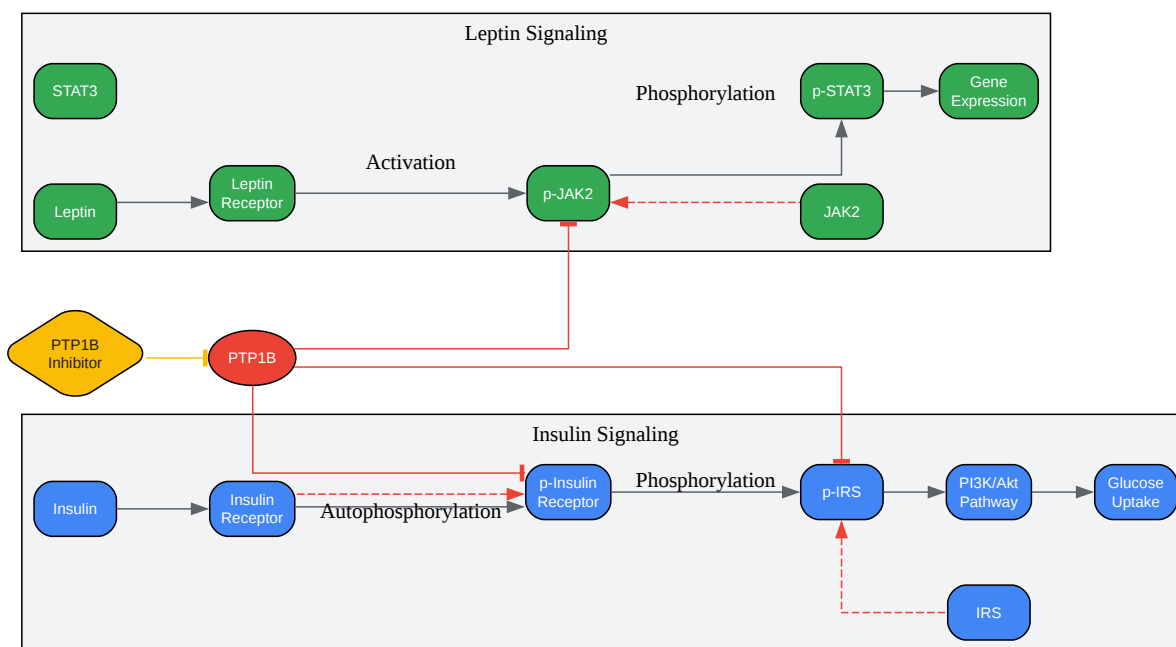 Leptin Signaling
STAT3
Phosphorylation
p-STAT3
Gene
Expression
Activation
Leptin
Leptin
Receptor
p-JAK2
JAK2
PTP1B
Inhibitor
PTP1B
Insulin Signaling
Insulin
Insulin
Receptor
Autophosphorylation
p-Insulin
Receptor
Phosphorylation
p-IRS
PI3K/Akt
Pathway
Glucose
Uptake
IRS